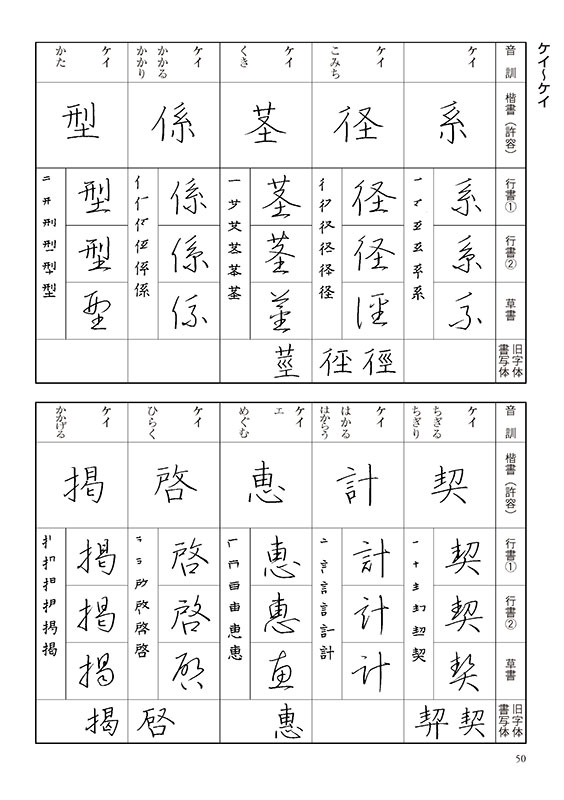 ケイ〜ケイ
音 訓
楷書（許容）
行書①
行書②
草書
旧字体
書写体
ケイ
系
系
系
系
ケイ
こみち
径
径
径
径
徑
径
ケイ
くき
茎
茎
茎
茎
莖
ケイ
かかる
かかり
係
係
係
係
ケイ
かた
型
型
型
型
音 訓
楷書（許容）
行書①
行書②
草書
旧字体
書写体
ケイ
ちぎる
ちぎり
契
契
契
契
契
ケイ
はかる
はからう
計
計
計
計
ケイ
エ
めぐむ
恵
恵
恵
恵
惠
ケイ
ひらく
啓
啓
啓
啓
啓
ケイ
かかげる
掲
掲
掲
掲
揭
50